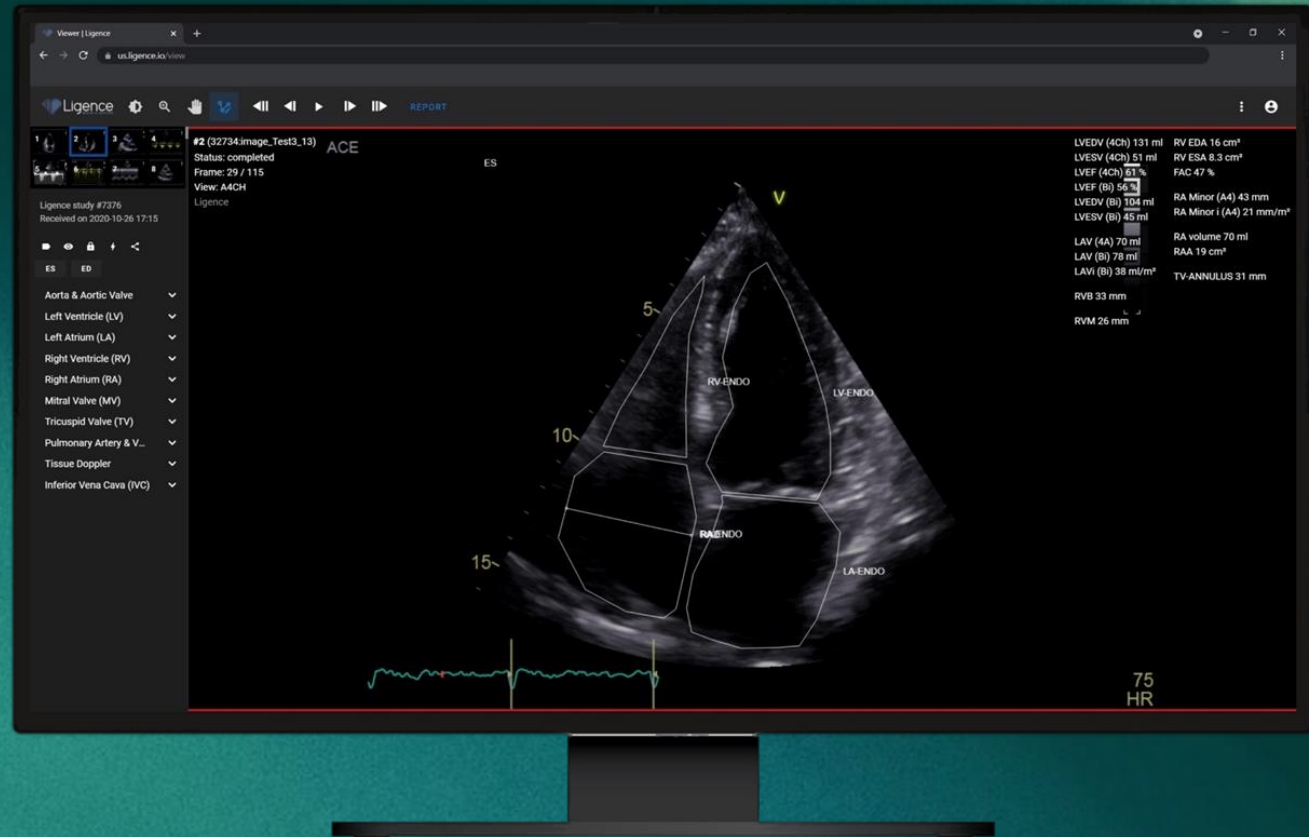 Viewer | Ligence
us.ligence.io/view
Ligence
REPORT
1 2 3 4
5 7 8
#2 (32734:image_Test3_13)
Status: completed
Frame: 29 / 115
View: A4CH
Ligence
ACE
ES
V
Ligence study #7376
Received on 2020-10-26 17:15
ES ED
Aorta & Aortic Valve
Left Ventricle (LV)
Left Atrium (LA)
Right Ventricle (RV)
Right Atrium (RA)
Mitral Valve (MV)
Tricuspid Valve (TV)
Pulmonary Artery & V...
Tissue Doppler
Inferior Vena Cava (IVC)
5
10
15
RV-ENDO
LV-ENDO
LA-ENDO
LVEDV (4Ch) 131 ml
LVESV (4Ch) 51 ml
LVEF (4Ch) 61 %
LVEF (Bi) 56 %
LVEDV (Bi) 104 ml
LVESV (Bi) 45 ml
LAV (4A) 70 ml
LAV (Bi) 78 ml
LAVi (Bi) 38 ml/m²
RVB 33 mm
RVM 26 mm
RV EDA 16 cm²
RV ESA 8.3 cm²
FAC 47 %
RA Minor (A4) 43 mm
RA Minor i (A4) 21 mm/m²
RA volume 70 ml
RAA 19 cm²
TV-ANNULUS 31 mm
75
HR